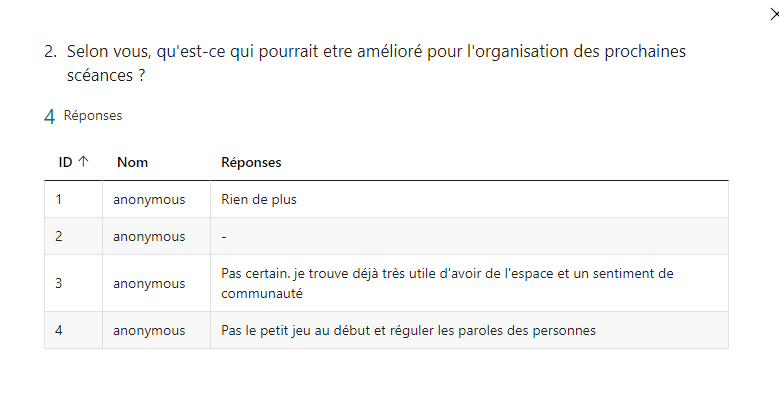 2. Selon vous, qu'est-ce qui pourrait etre amélioré pour l'organisation des prochaines
scéances ?
4 Réponses
ID ↑ Nom Réponses
1 anonymous Rien de plus
2 anonymous -
3 anonymous Pas certain. je trouve déjà très utile d'avoir de l'espace et un sentiment de
communauté
4 anonymous Pas le petit jeu au début et réguler les paroles des personnes